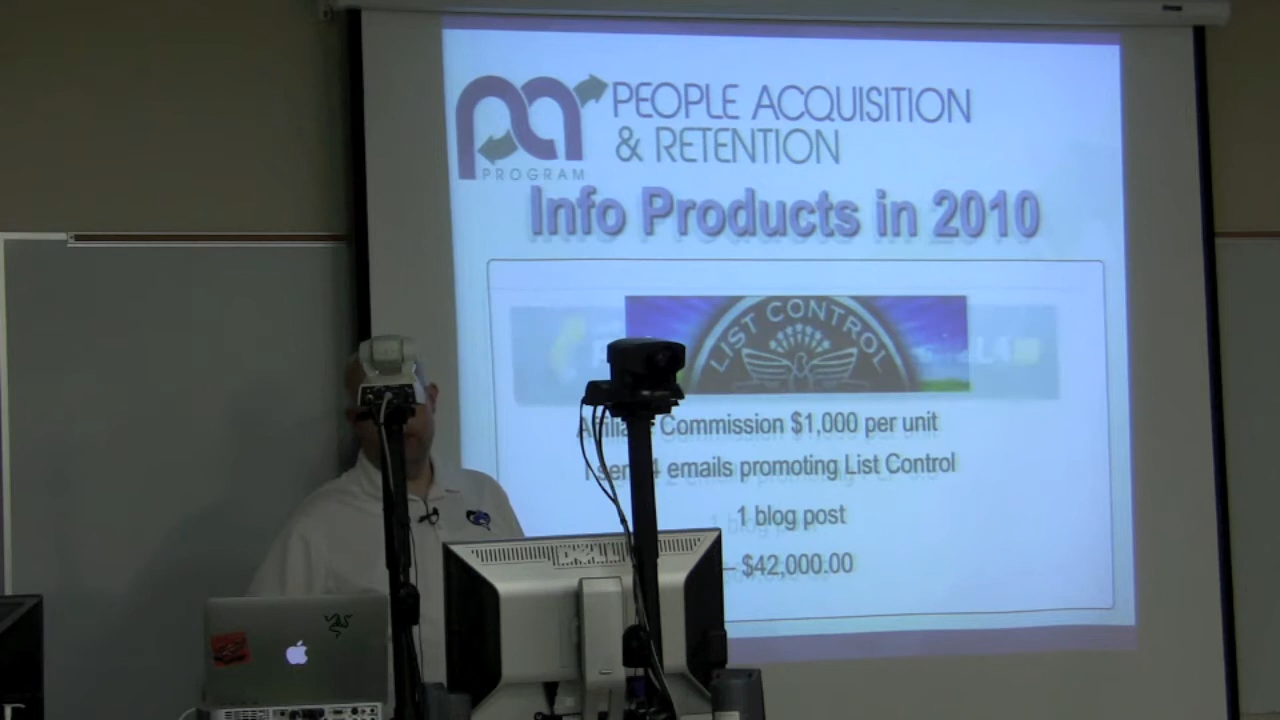 PEOPLE ACQUISITION
& RETENTION
PROGRAM
Info Products in 2010
LIST CONTROL
Commission $1,000 per unit
4 emails promoting List Control
1 blog post
– $42,000.00